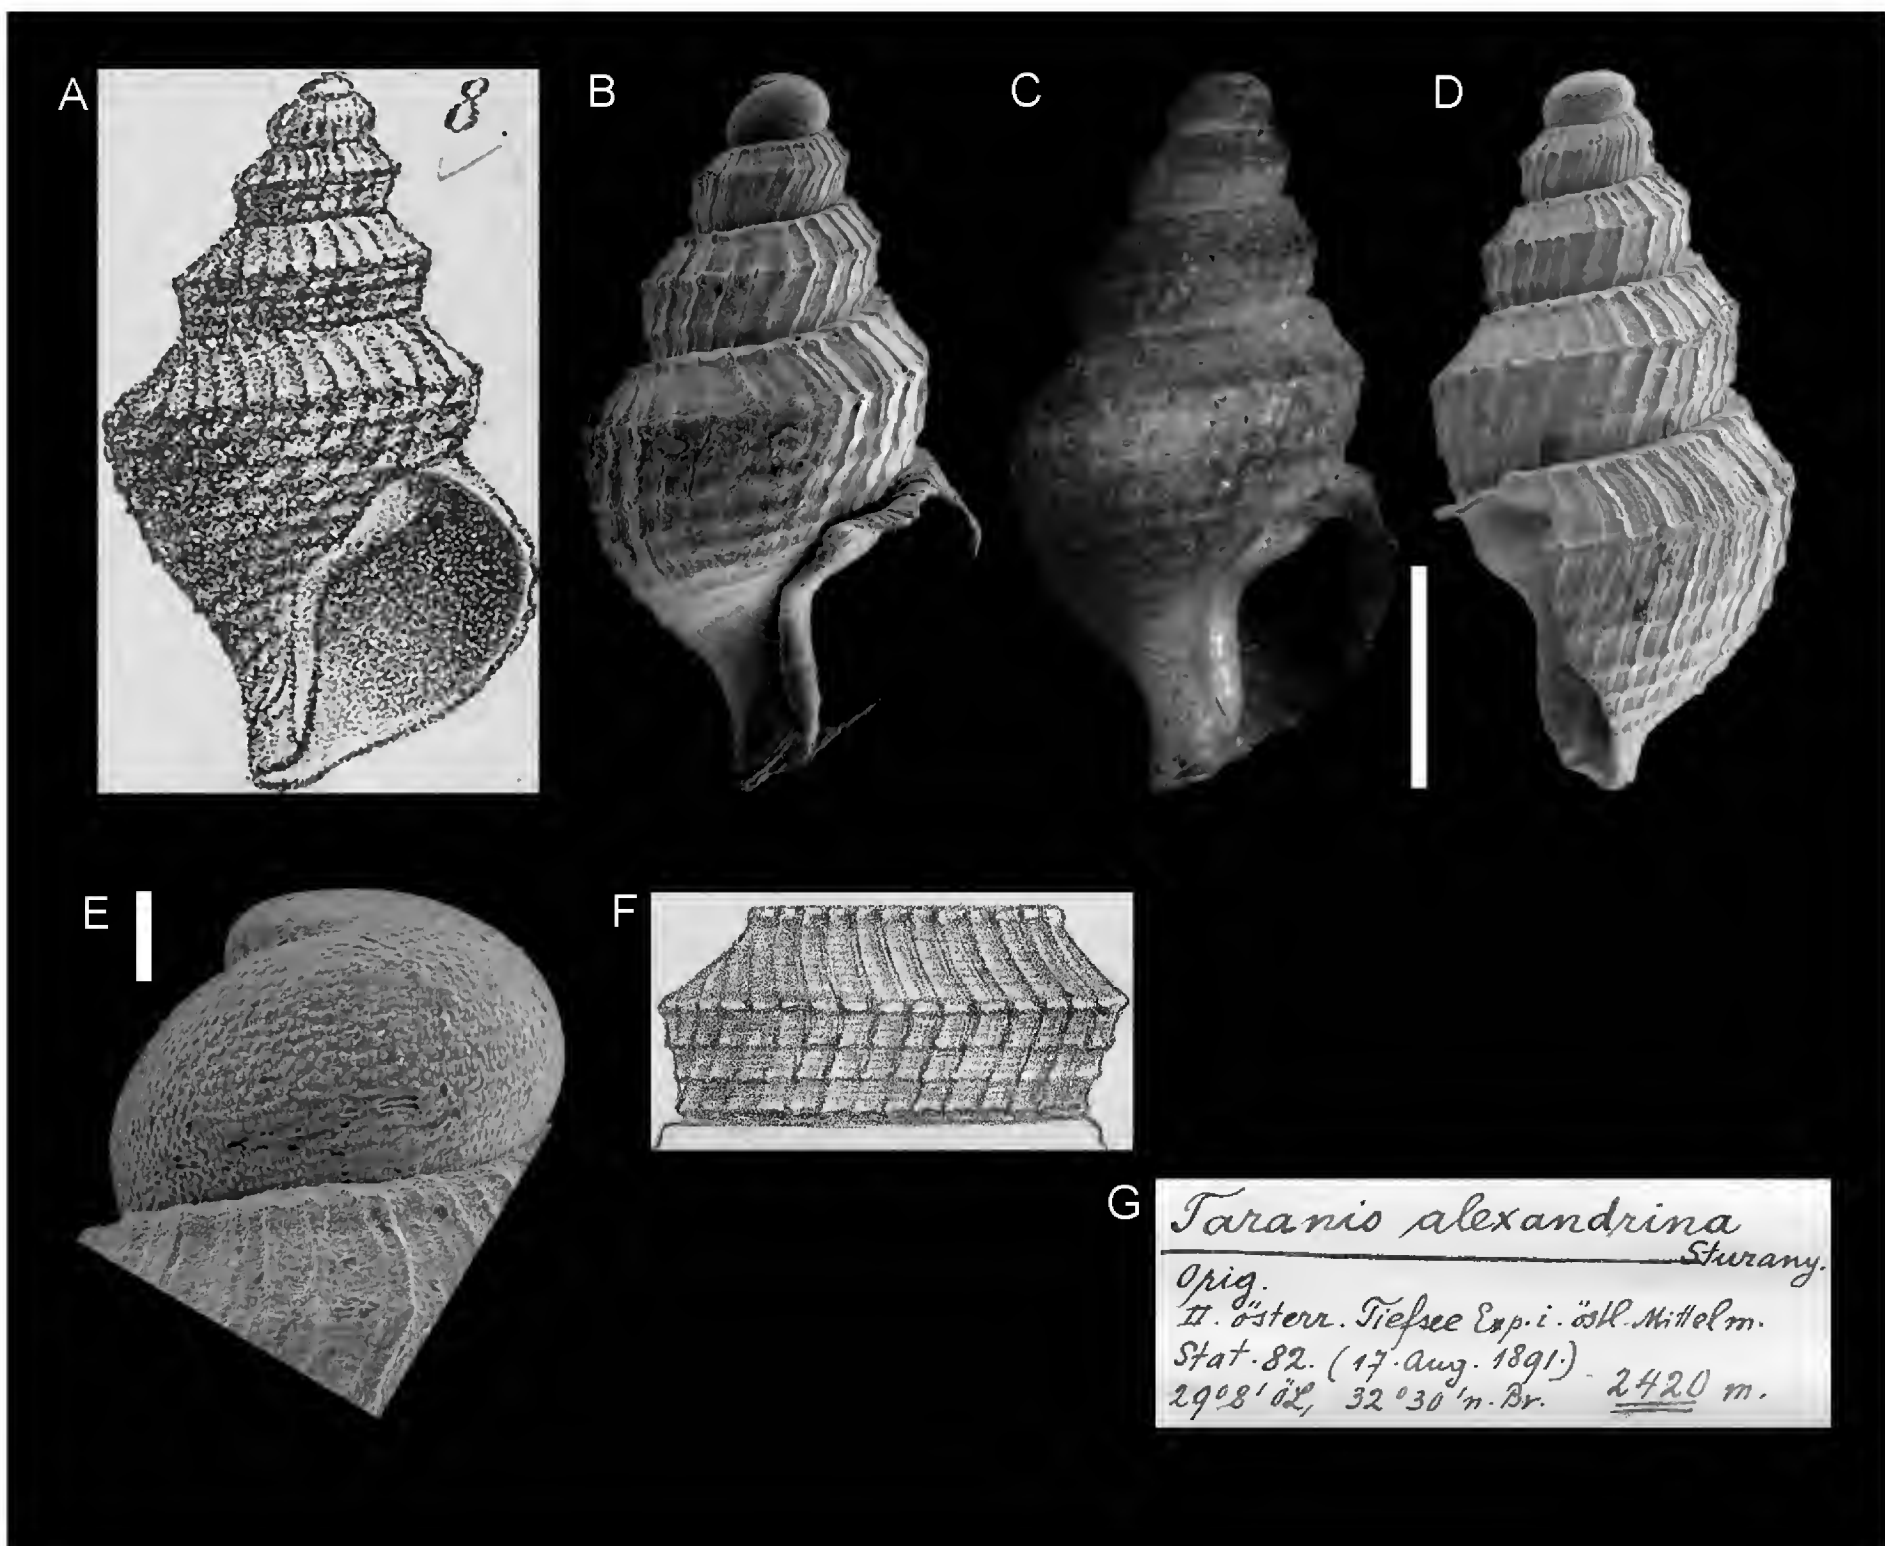 A
8
B
C
D
E
F
G
Taranis alexandrina
Sturany.
Orig.
II. österr. Tiefsee Exp. i. östl. Mittelm.
Stat. 82. (17. Aug. 1891.)
29°8' ÖL, 32°30' n. Br. 2420 m.